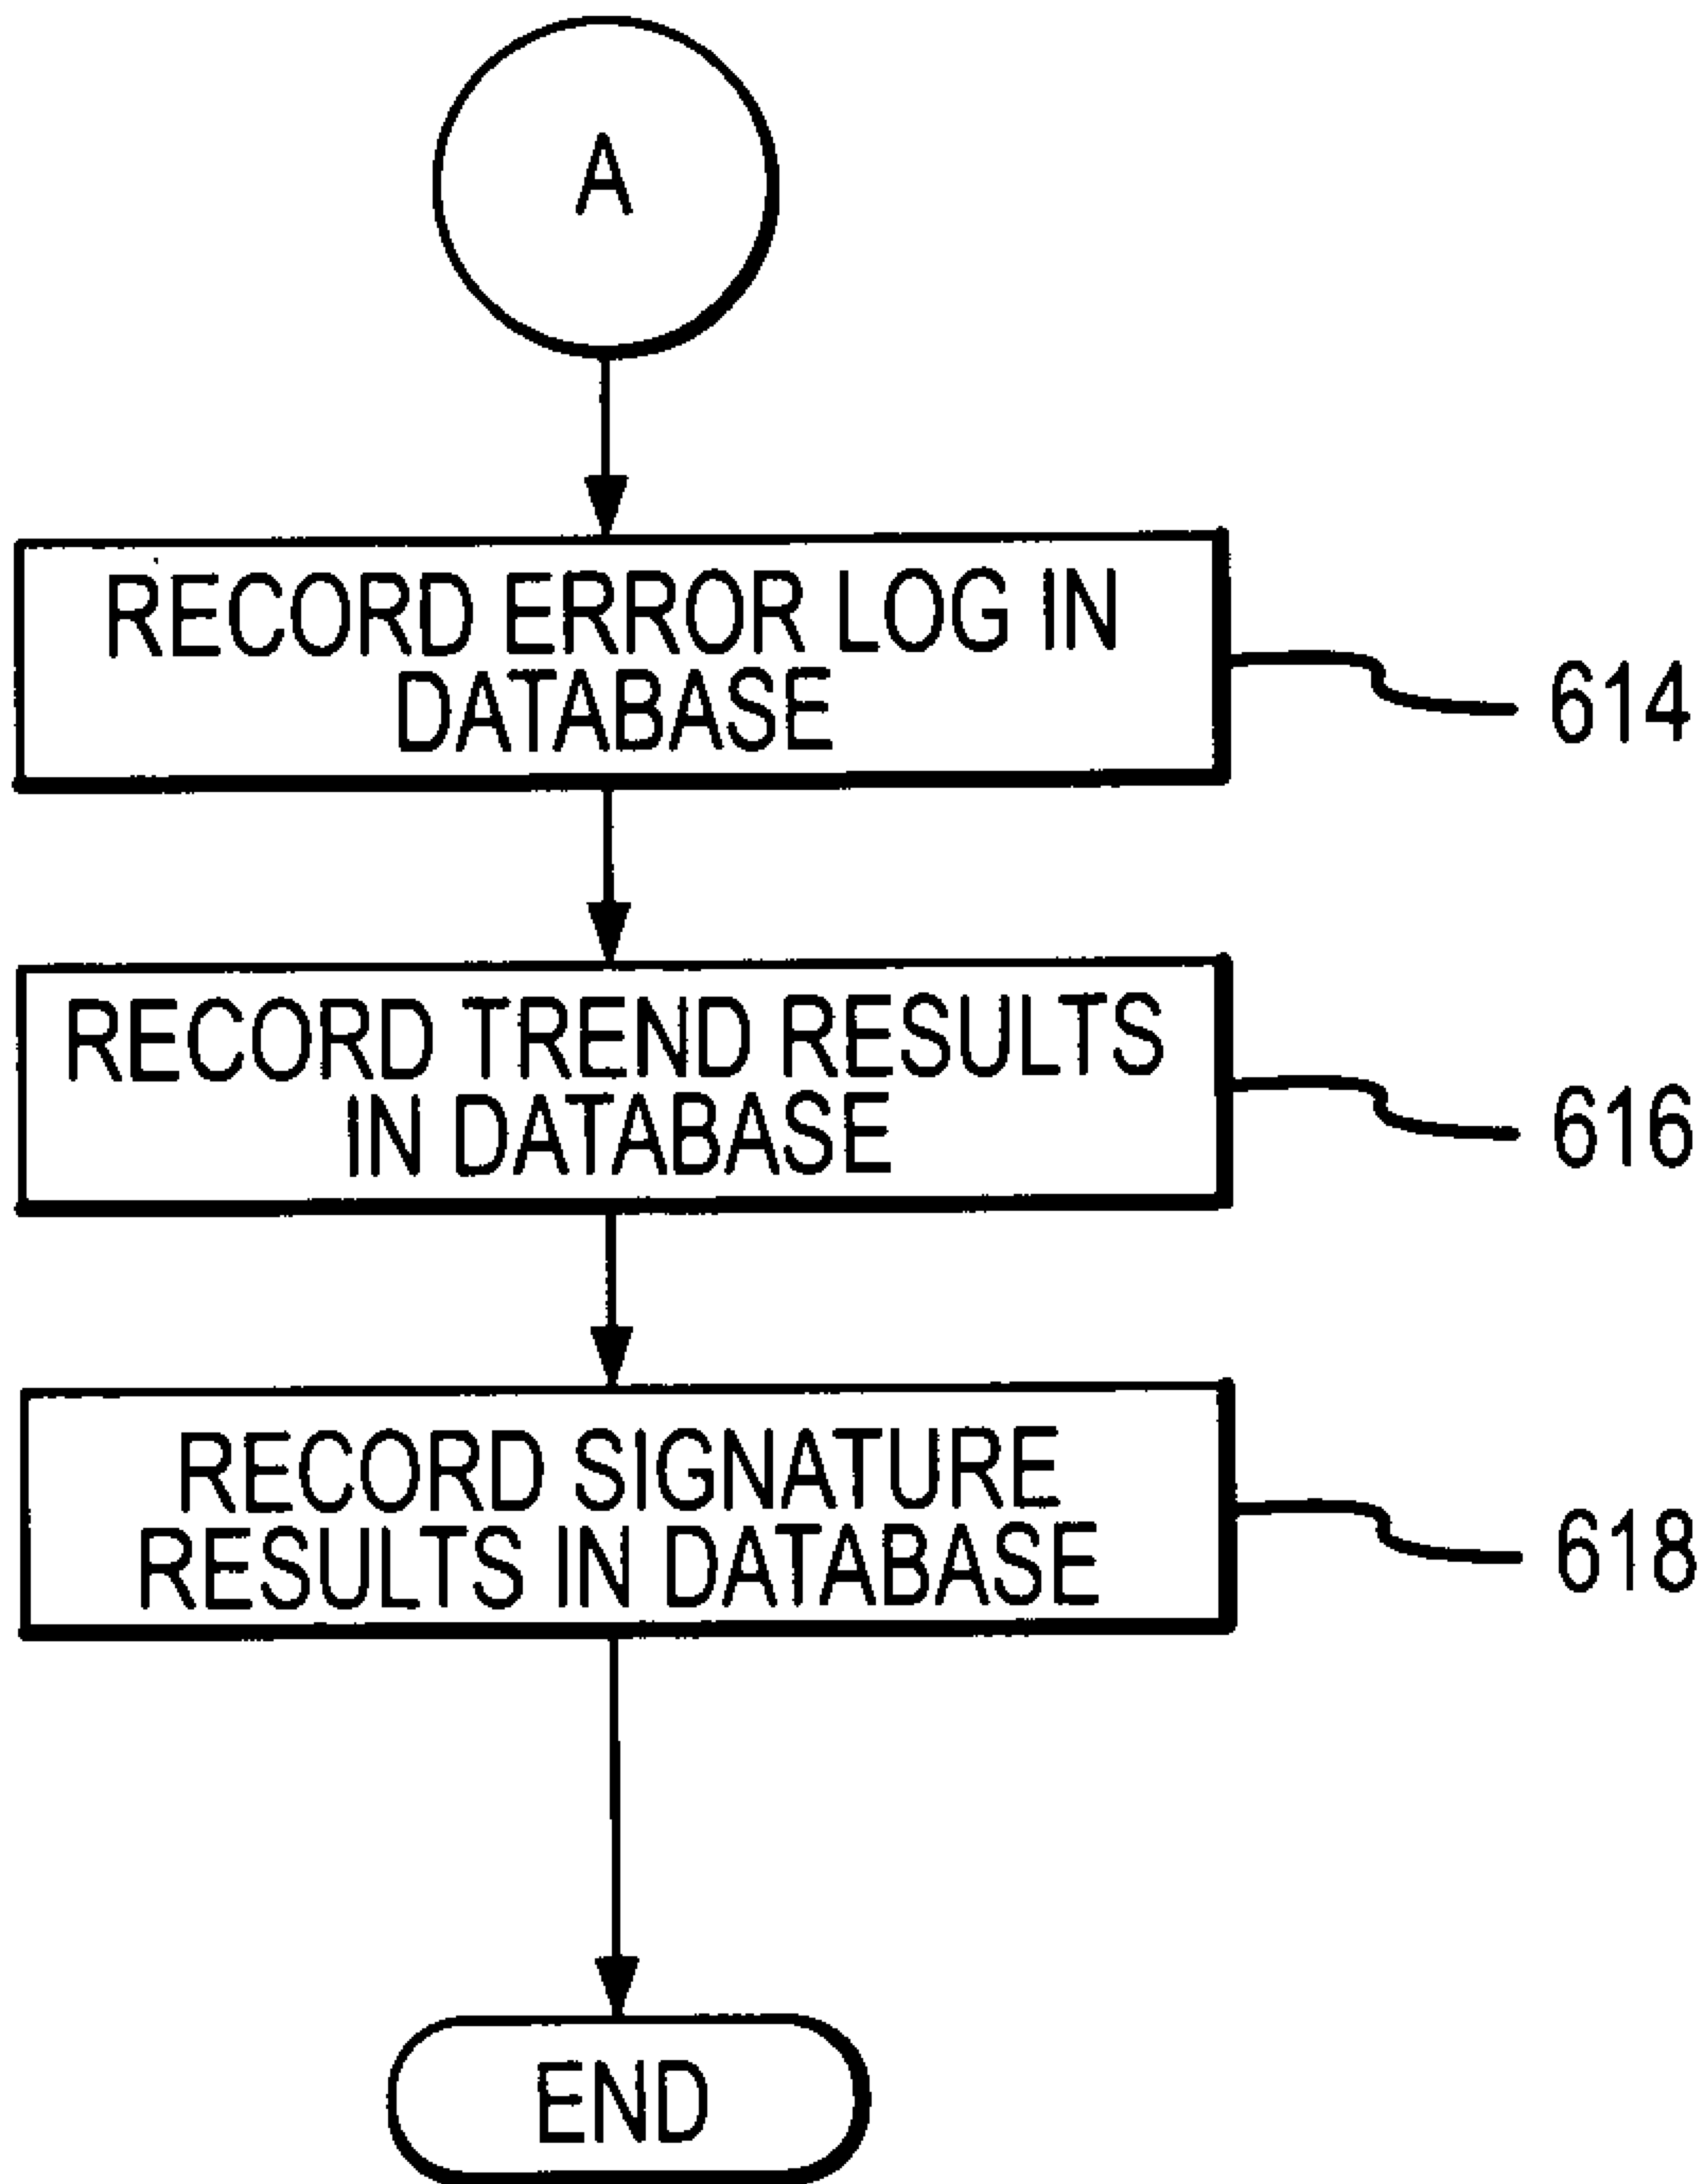 A
RECORD ERROR LOG IN
DATABASE
614
RECORD TREND RESULTS
IN DATABASE
616
RECORD SIGNATURE
RESULTS IN DATABASE
618
END